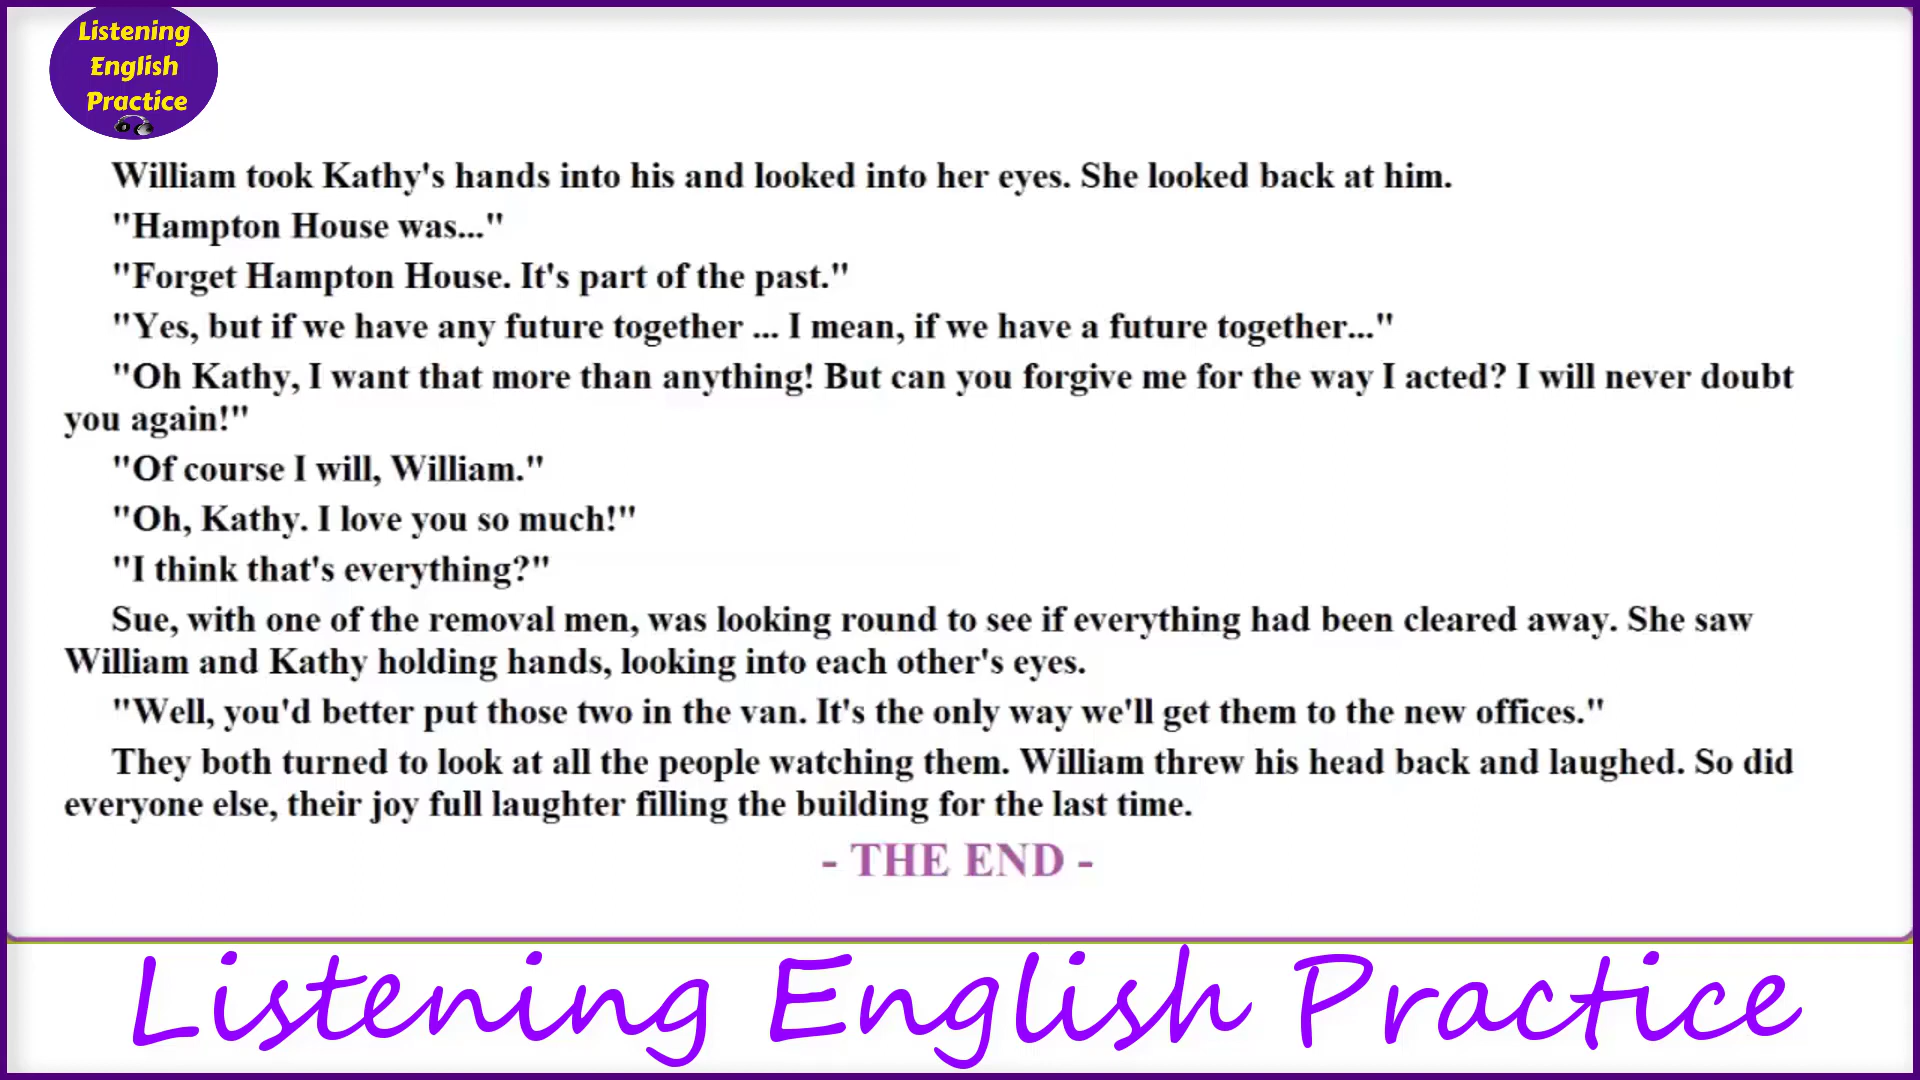 Listening
English
Practice
William took Kathy's hands into his and looked into her eyes. She looked back at him.
"Hampton House was..."
"Forget Hampton House. It's part of the past."
"Yes, but if we have any future together ... I mean, if we have a future together..."
"Oh Kathy, I want that more than anything! But can you forgive me for the way I acted? I will never doubt
you again!"
"Of course I will, William."
"Oh, Kathy. I love you so much!"
"I think that's everything?"
Sue, with one of the removal men, was looking round to see if everything had been cleared away. She saw
William and Kathy holding hands, looking into each other's eyes.
"Well, you'd better put those two in the van. It's the only way we'll get them to the new offices."
They both turned to look at all the people watching them. William threw his head back and laughed. So did
everyone else, their joy full laughter filling the building for the last time.
- THE END -
Listening English Practice